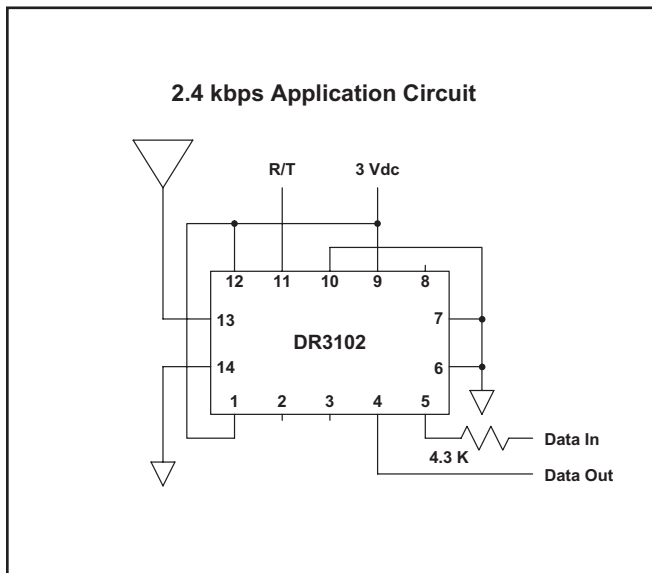 2.4 kbps Application Circuit
R/T 3 Vdc
12 11 10 9 8
13 7
DR3102
14 6
1 2 3 4 5
Data In
4.3 K
Data Out